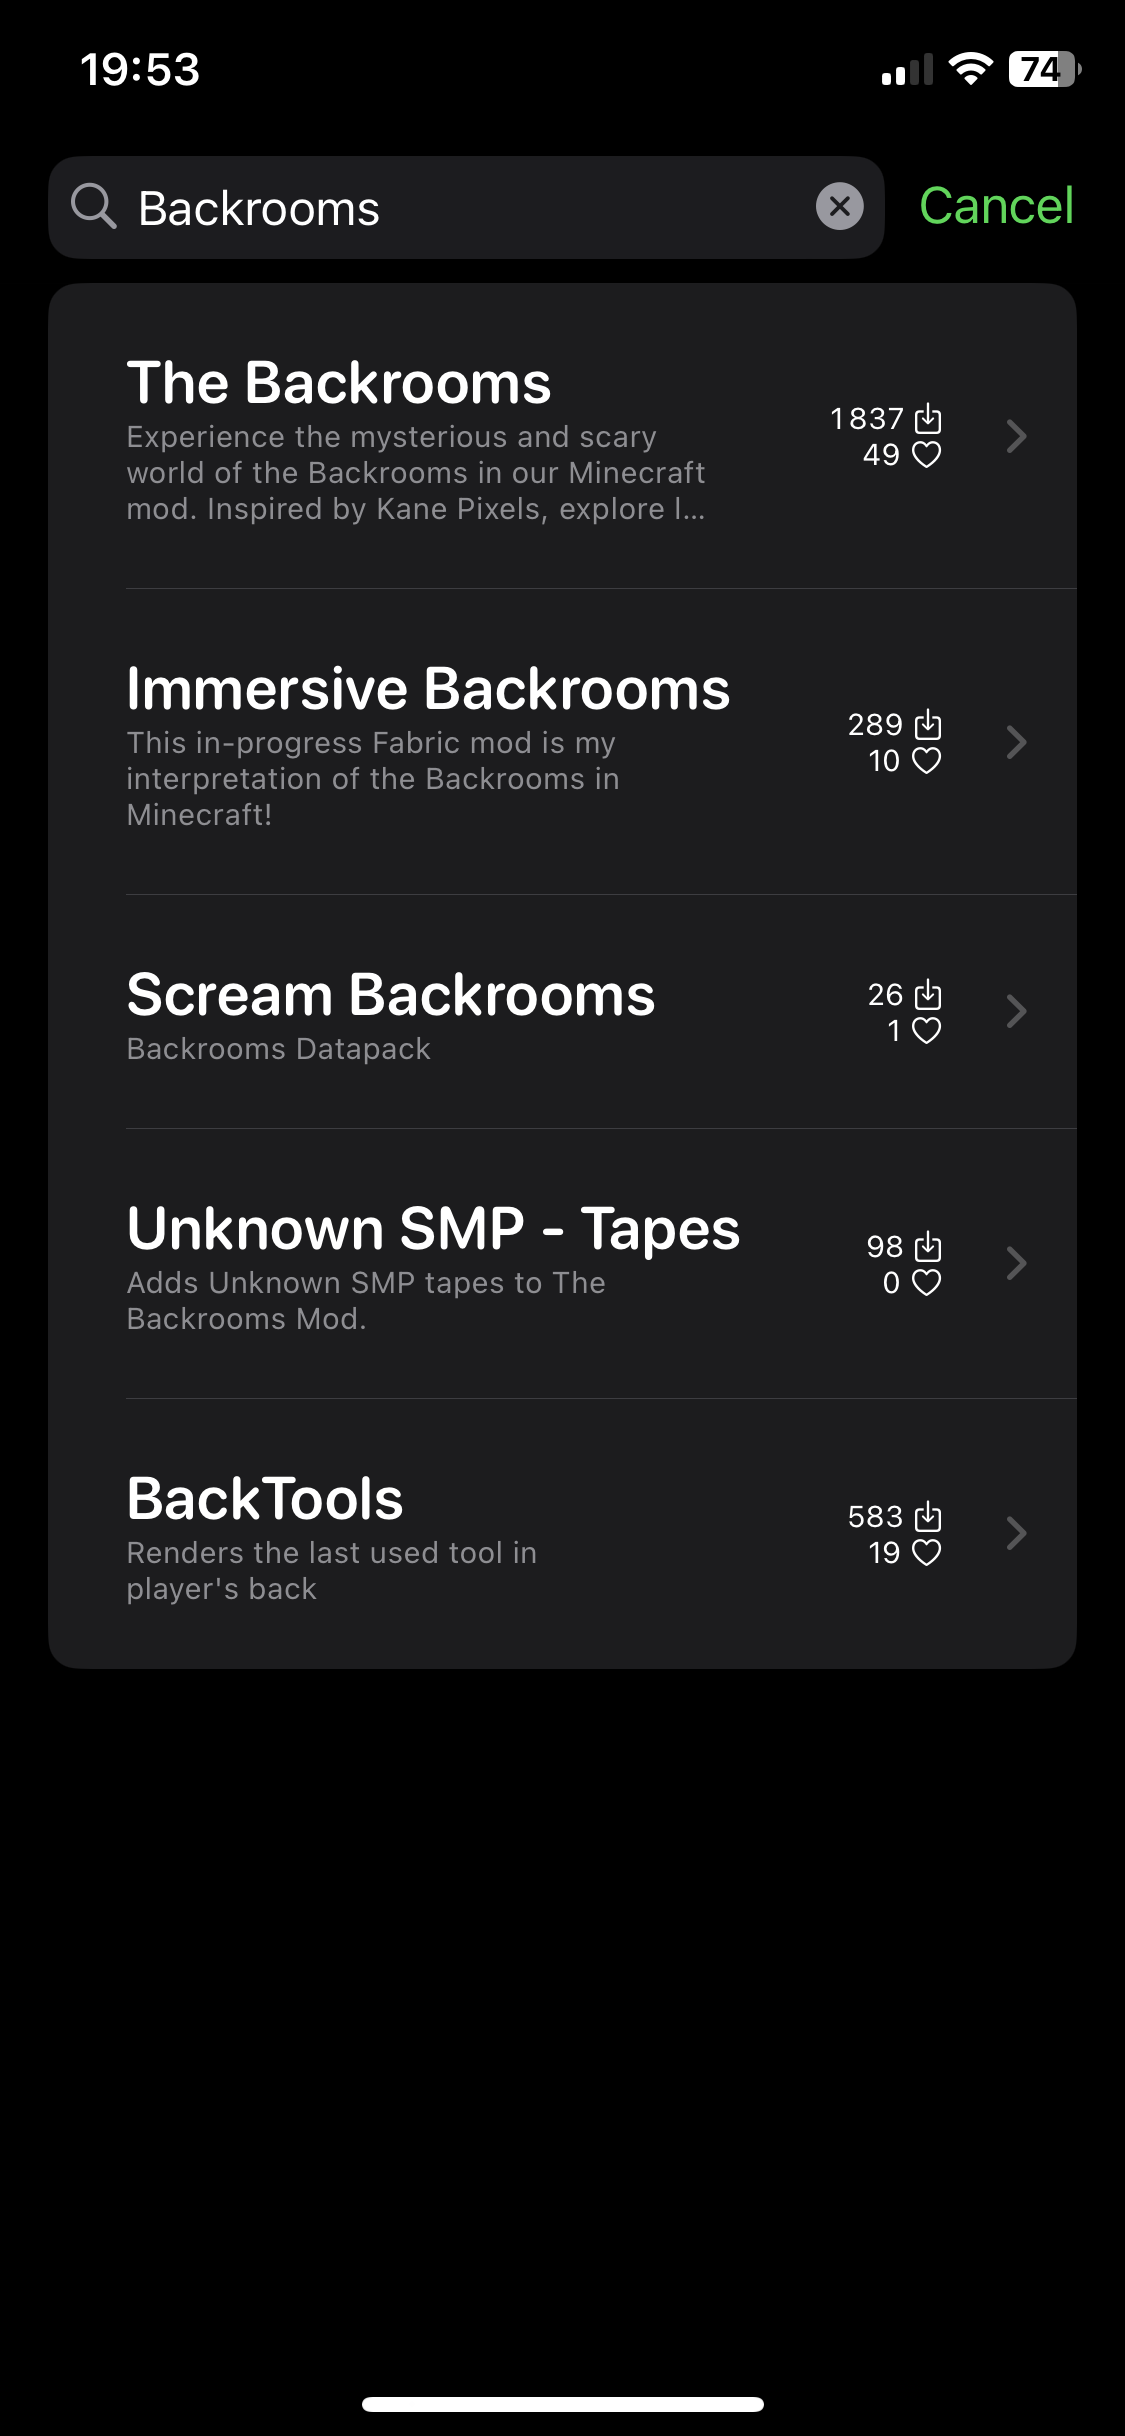 19:53
74
Backrooms
Cancel
The Backrooms
Experience the mysterious and scary
world of the Backrooms in our Minecraft
mod. Inspired by Kane Pixels, explore l...
1 837
49
Immersive Backrooms
This in-progress Fabric mod is my
interpretation of the Backrooms in
Minecraft!
289
10
Scream Backrooms
Backrooms Datapack
26
1
Unknown SMP - Tapes
Adds Unknown SMP tapes to The
Backrooms Mod.
98
0
BackTools
Renders the last used tool in
player's back
583
19